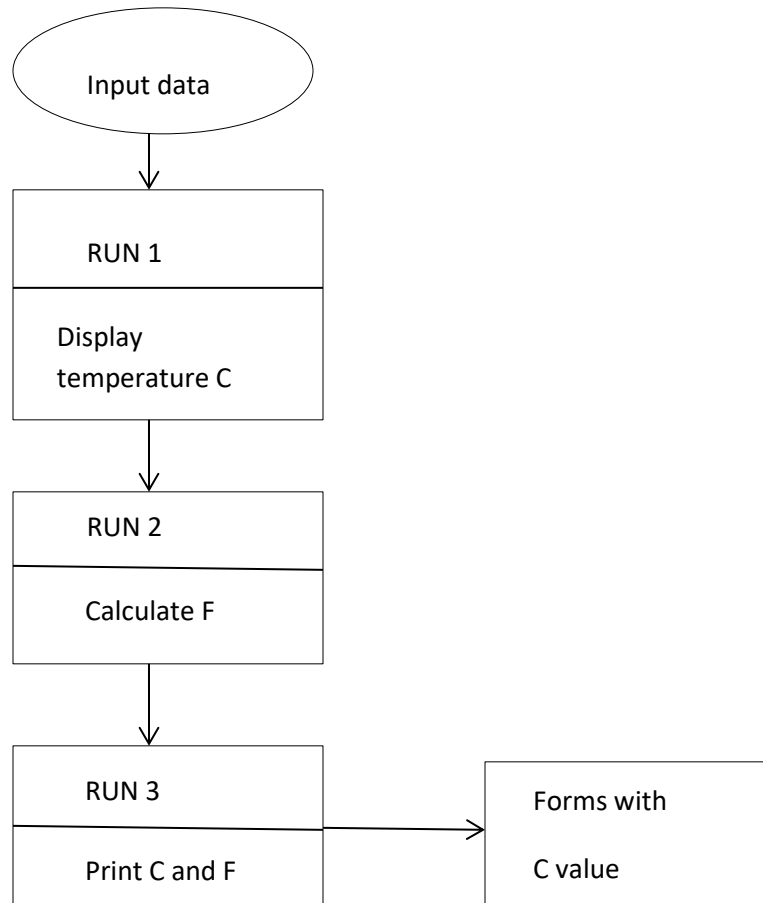 Input data
RUN 1
Display
temperature C
RUN 2
Calculate F
RUN 3
Print C and F
Forms with
C value